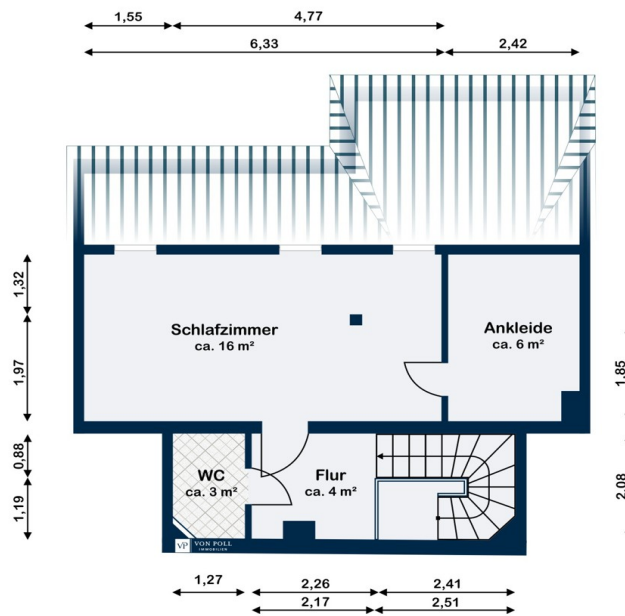 1,55
4,77
6,33
2,42
1,32
1,97
0,88
1,19
Schlafzimmer
ca. 16 m²
Ankleide
ca. 6 m²
1,85
2,08
WC
ca. 3 m²
Flur
ca. 4 m²
VP VON POLL
IMMOBILIEN
1,27
2,26
2,41
2,17
2,51